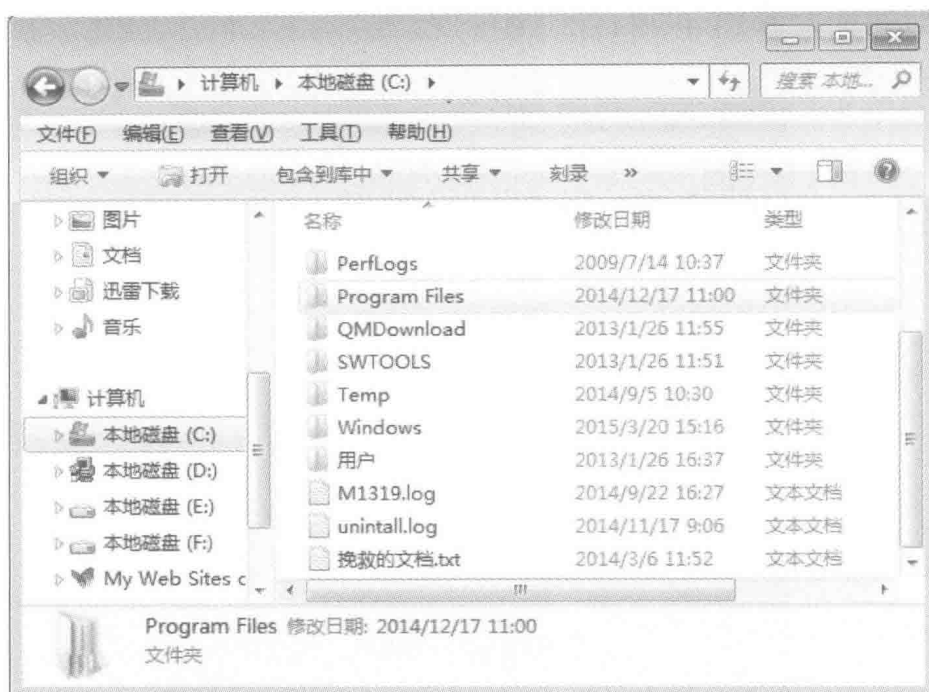 计算机 本地磁盘 (C:) 搜索 本地...
文件(F) 编辑(E) 查看(V) 工具(T) 帮助(H)
组织 打开 包含到库中 共享 刻录 »
图片
文档
迅雷下载
音乐
计算机
本地磁盘 (C:)
本地磁盘 (D:)
本地磁盘 (E:)
本地磁盘 (F:)
My Web Sites c
名称 修改日期 类型
PerfLogs 2009/7/14 10:37 文件夹
Program Files 2014/12/17 11:00 文件夹
QMDownload 2013/1/26 11:55 文件夹
SWTOOLS 2013/1/26 11:51 文件夹
Temp 2014/9/5 10:30 文件夹
Windows 2015/3/20 15:16 文件夹
用户 2013/1/26 16:37 文件夹
M1319.log 2014/9/22 16:27 文本文档
unintall.log 2014/11/17 9:06 文本文档
挽救的文档.txt 2014/3/6 11:52 文本文档
Program Files 修改日期: 2014/12/17 11:00
文件夹